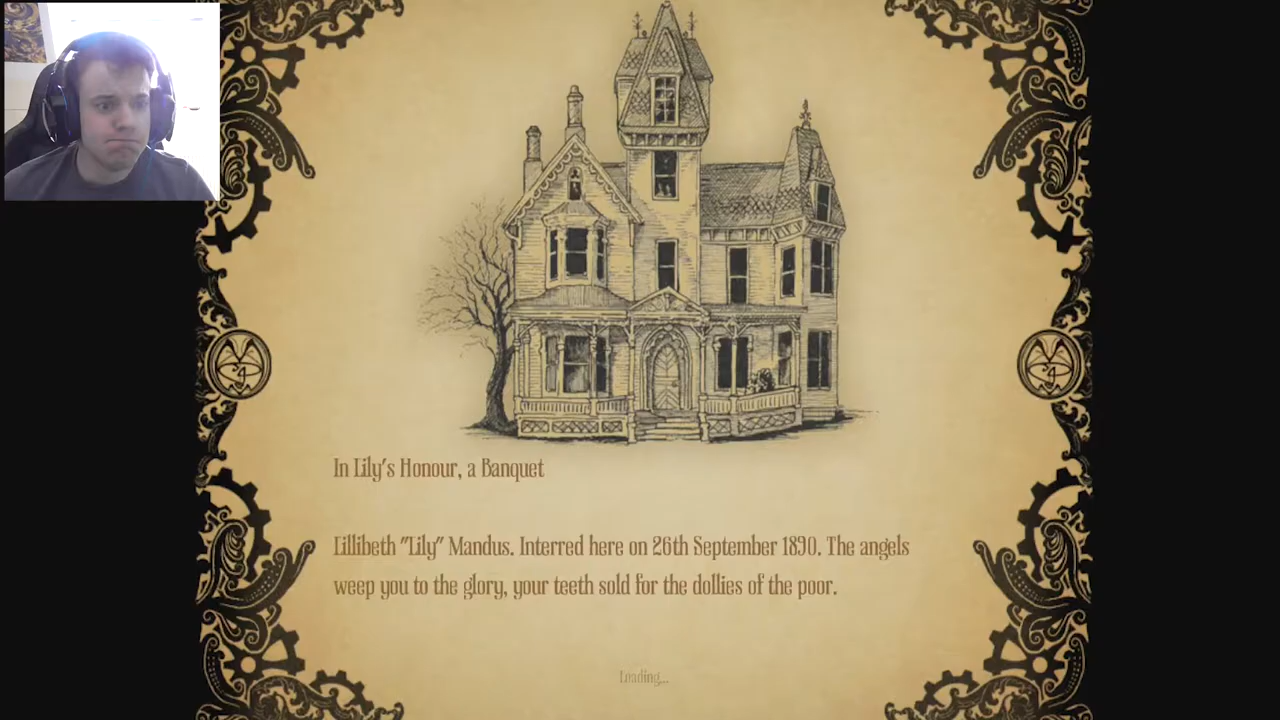 In Lily's Honour, a Banquet
Lillibeth "Lily" Mandus. Interred here on 26th September 1890. The angels
weep you to the glory, your teeth sold for the dollies of the poor.
Loading...